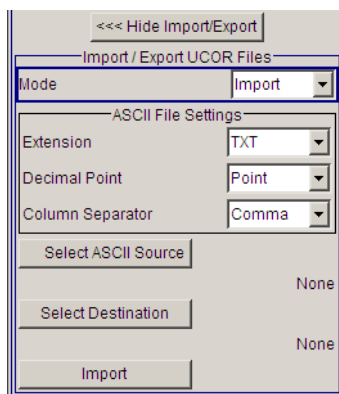 <<< Hide Import/Export
Import / Export UCOR Files
Mode Import
ASCII File Settings
Extension TXT
Decimal Point Point
Column Separator Comma
Select ASCII Source
None
Select Destination
None
Import